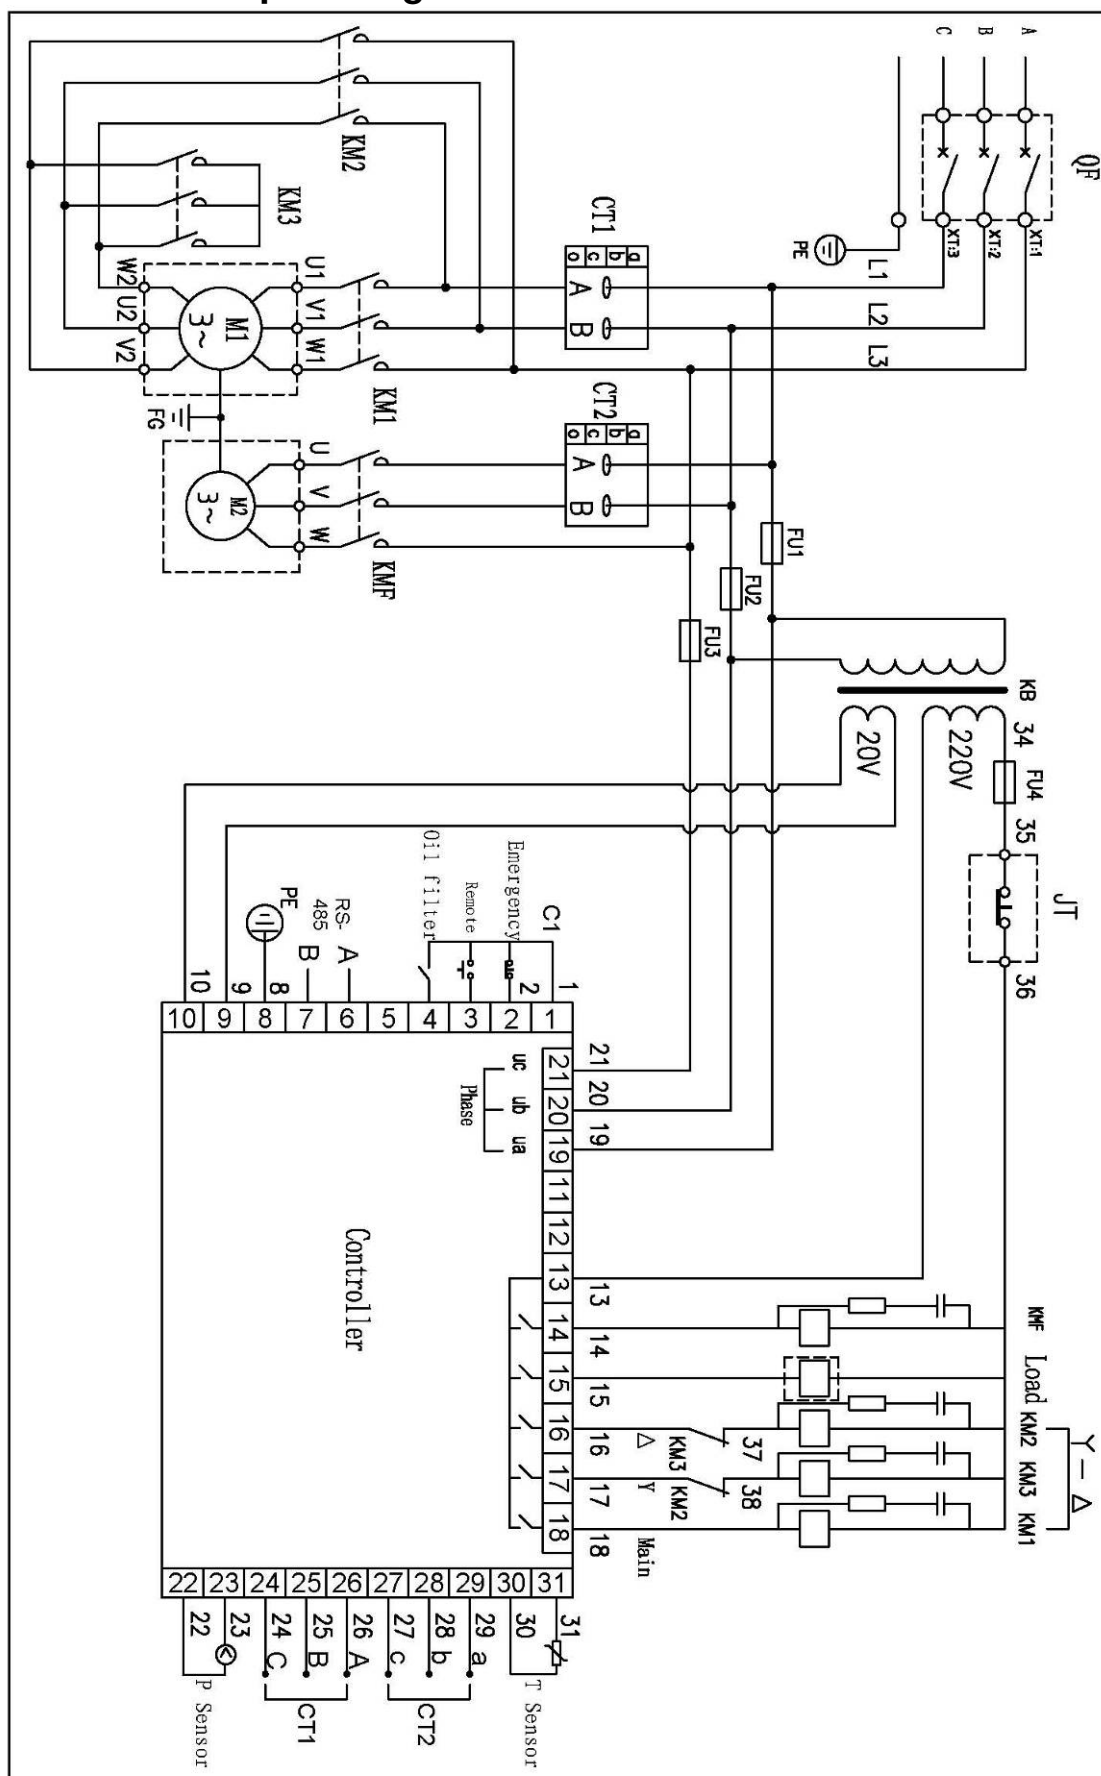 A
B
C
QF
XT:1
XT:2
XT:3
PE
L1
L2
L3
KM2
KM3
CT1
o c b a
A
B
W2
U2
V2
M1
3~
U1
V1
W1
KM1
FG
CT2
o c b a
A
B
M2
3~
U
V
W
KMF
FU1
FU2
FU3
KB
34
20V
220V
FU4
35
JT
36
Oil filter
Remote
Emergency
C1
PE
RS-
485
A
B
10
9
8
2
1
10 9 8 7 6 5 4 3 2 1
21
20
19
13
14
15
16
17
18
21
20
19
11
12
13
14
15
16
17
18
uc
ub
ua
Phase
Controller
KMF
Load
KM2
KM3
KM1
Y — △
37
38
KM3
KM2
△
Y
Main
22 23 24 25 26 27 28 29 30 31
22
23
24
25
26
27
28
29
30
31
C
B
A
c
b
a
P Sensor
CT1
CT2
T Sensor